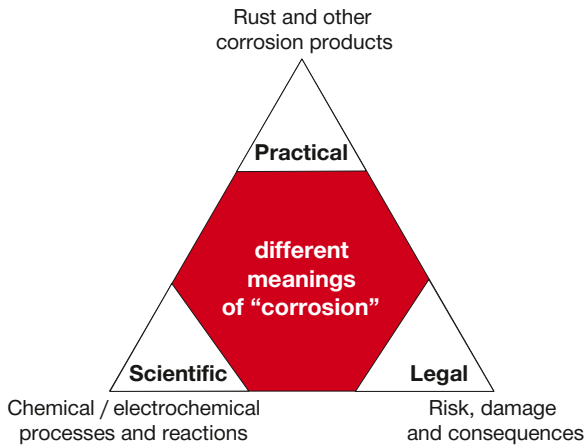 Rust and other
corrosion products
Practical
different
meanings
of “corrosion”
Scientific
Legal
Chemical / electrochemical
processes and reactions
Risk, damage
and consequences